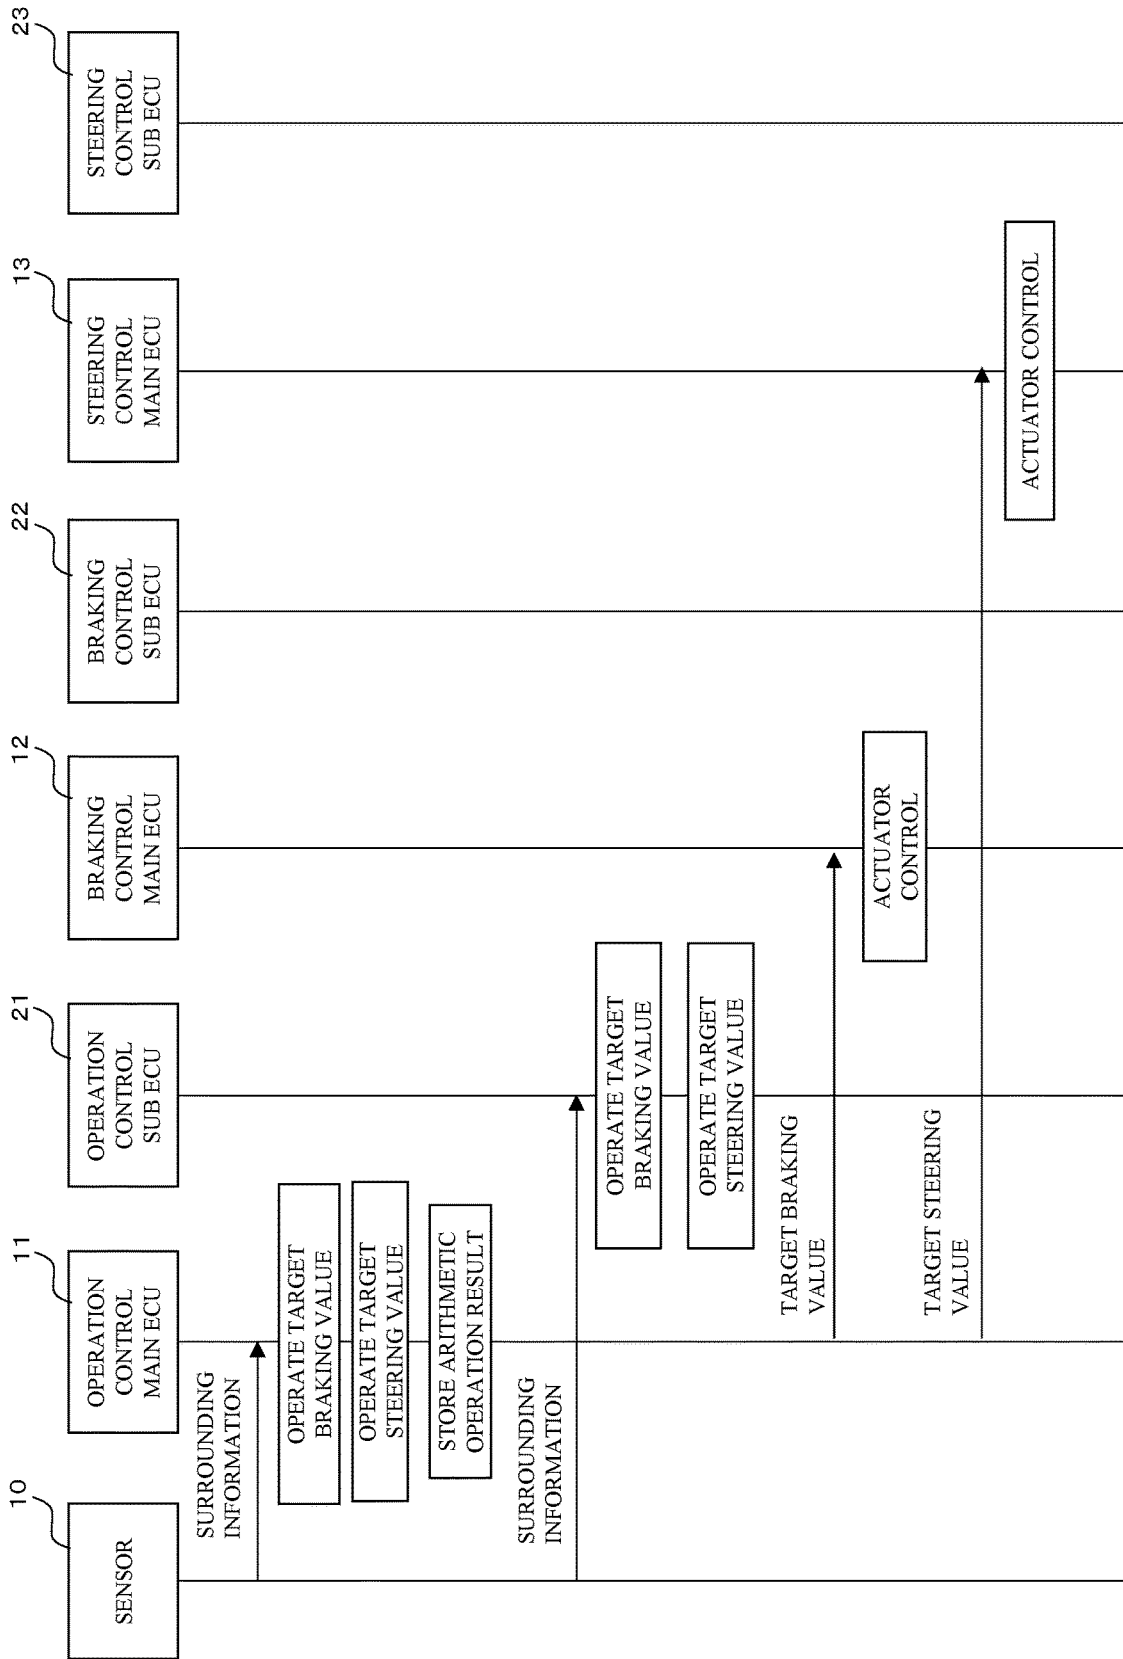 10
SENSOR
11
OPERATION
CONTROL
MAIN ECU
21
OPERATION
CONTROL
SUB ECU
12
BRAKING
CONTROL
MAIN ECU
22
BRAKING
CONTROL
SUB ECU
13
STEERING
CONTROL
MAIN ECU
23
STEERING
CONTROL
SUB ECU
SURROUNDING
INFORMATION
OPERATE TARGET
BRAKING VALUE
OPERATE TARGET
STEERING VALUE
STORE ARITHMETIC
OPERATION RESULT
SURROUNDING
INFORMATION
OPERATE TARGET
BRAKING VALUE
OPERATE TARGET
STEERING VALUE
TARGET BRAKING
VALUE
ACTUATOR
CONTROL
TARGET STEERING
VALUE
ACTUATOR CONTROL